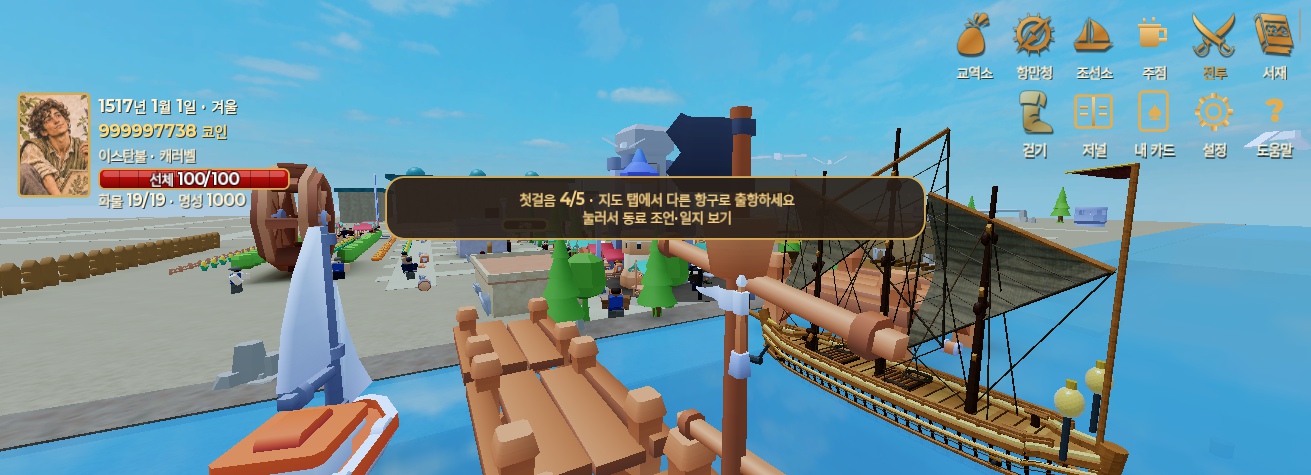 1517년 1월 1일 · 겨울
999997738 코인
이스탄불 · 캐러벨
선체 100/100
화물 19/19 · 명성 1000
첫걸음 4/5 · 지도 탭에서 다른 항구로 출항하세요
눌러서 동료 조언·일지 보기
교역소 항만청 조선소 주점 전투 서재
걷기 저널 내 카드 설정 도움말